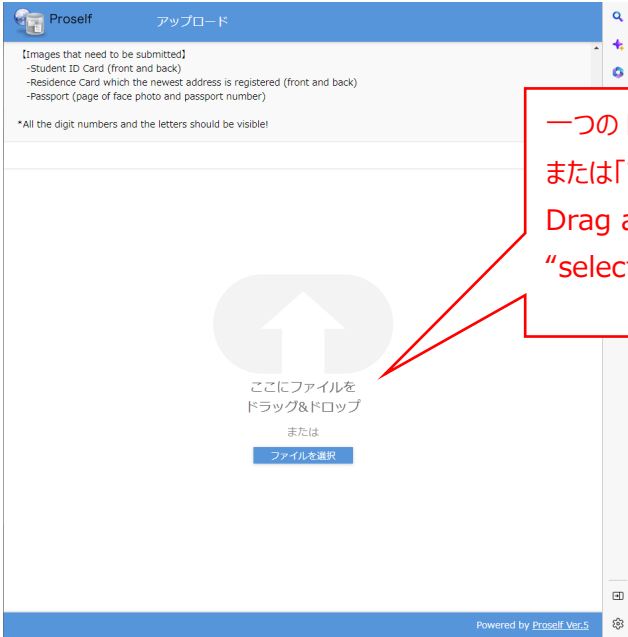 Proself アップロード
【Images that need to be submitted】
-Student ID Card (front and back)
-Residence Card which the newest address is registered (front and back)
-Passport (page of face photo and passport number)
*All the digit numbers and the letters should be visible!
一つの
または「
Drag
“selec
ここにファイルを
ドラッグ&ドロップ
または
ファイルを選択
Powered by Proself Ver.5